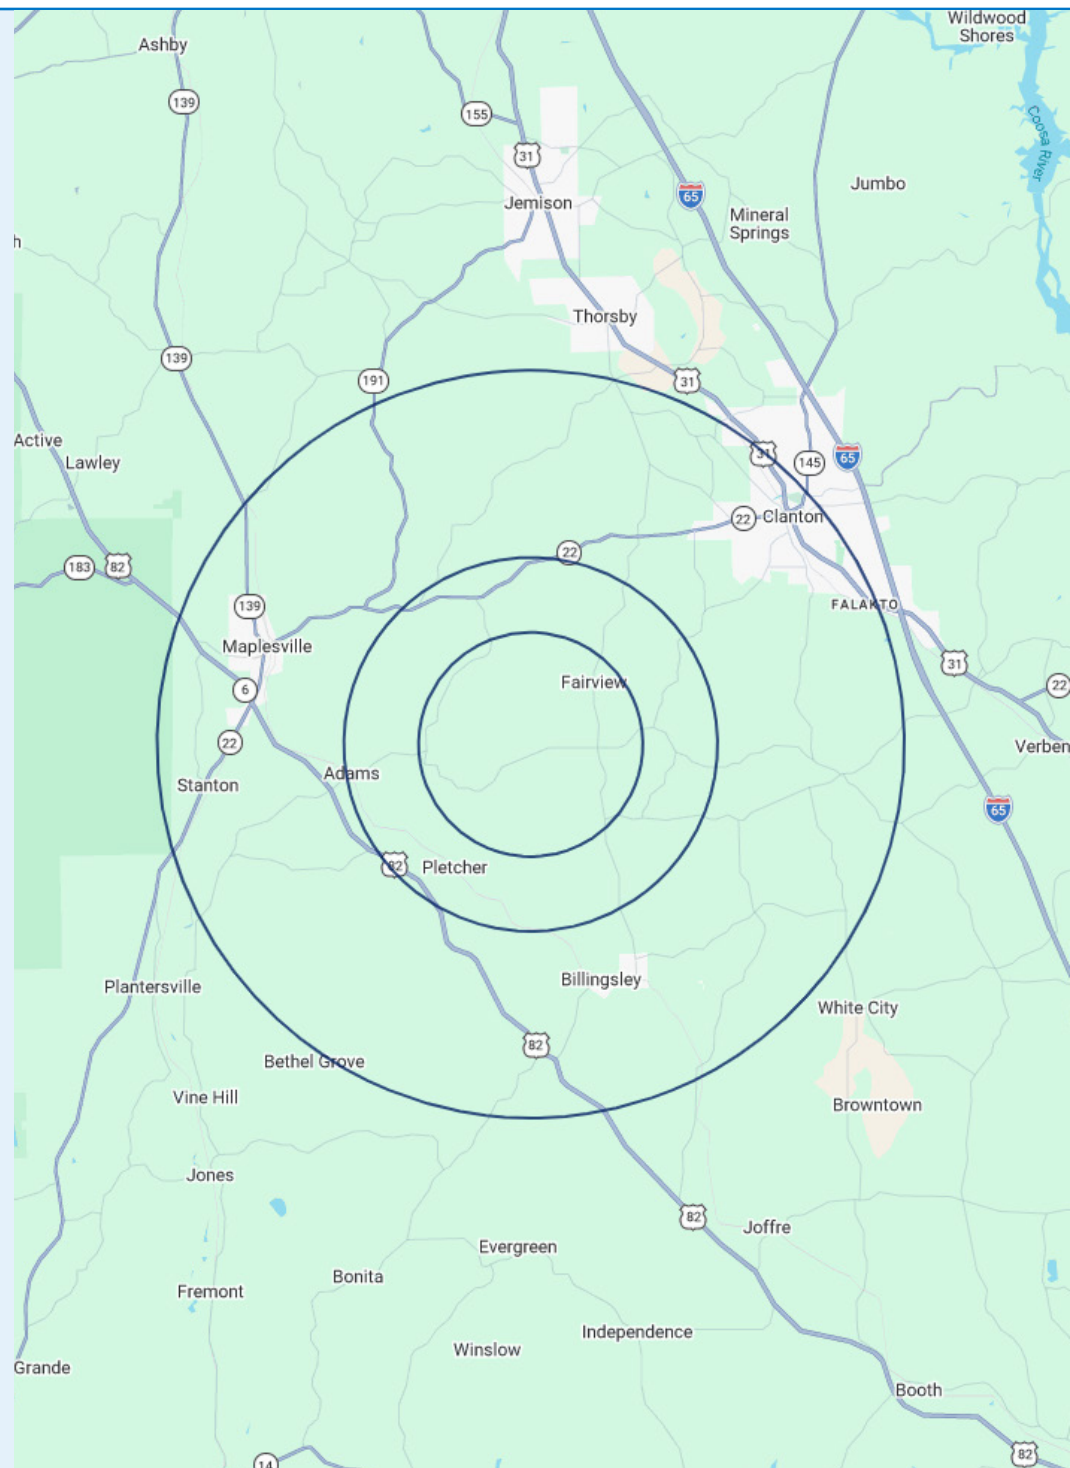 Wildwood
Shores
Ashby
139
155
Coosa River
31
Jumbo
65
Jemison
Mineral
Springs
h
Thorsby
139
191
31
Active
31
65
Lawley
145
22
Clanton
22
183
82
139
FALAKTO
Maplesville
31
Fairview
6
22
22
Verben
Adams
Stanton
65
82
Pletcher
Billingsley
Plantersville
White City
82
Bethel Grove
Vine Hill
Browntown
Jones
82
Joffre
Evergreen
Bonita
Fremont
Independence
Winslow
Grande
Booth
82
14